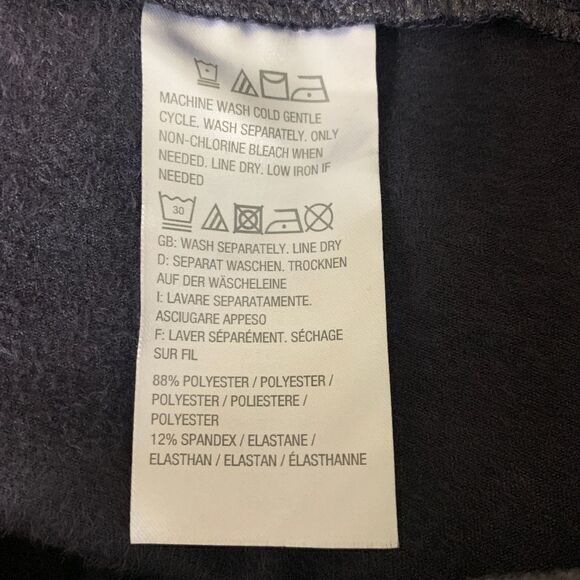 MACHINE WASH COLD GENTLE
CYCLE. WASH SEPARATELY. ONLY
NON-CHLORINE BLEACH WHEN
NEEDED. LINE DRY. LOW IRON IF
NEEDED
30
GB: WASH SEPARATELY. LINE DRY
D: SEPARAT WASCHEN. TROCKNEN
AUF DER WÄSCHELEINE
I: LAVARE SEPARATAMENTE.
ASCIUGARE APPESO
F: LAVER SÉPARÉMENT. SÉCHAGE
SUR FIL
88% POLYESTER / POLYESTER /
POLYESTER / POLIESTERE /
POLYESTER
12% SPANDEX / ELASTANE /
ELASTHAN / ELASTAN / ÉLASTHANNE